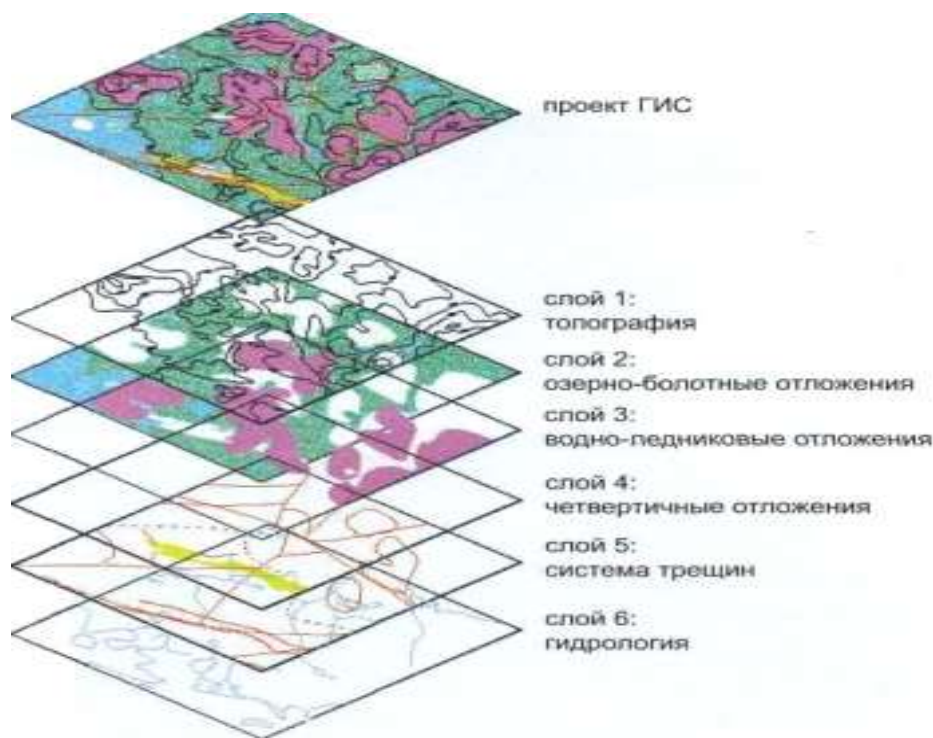 проект ГИС
слой 1:
топография
слой 2:
озерно-болотные отложения
слой 3:
водно-ледниковые отложения
слой 4:
четвертичные отложения
слой 5:
система трещин
слой 6:
гидрология